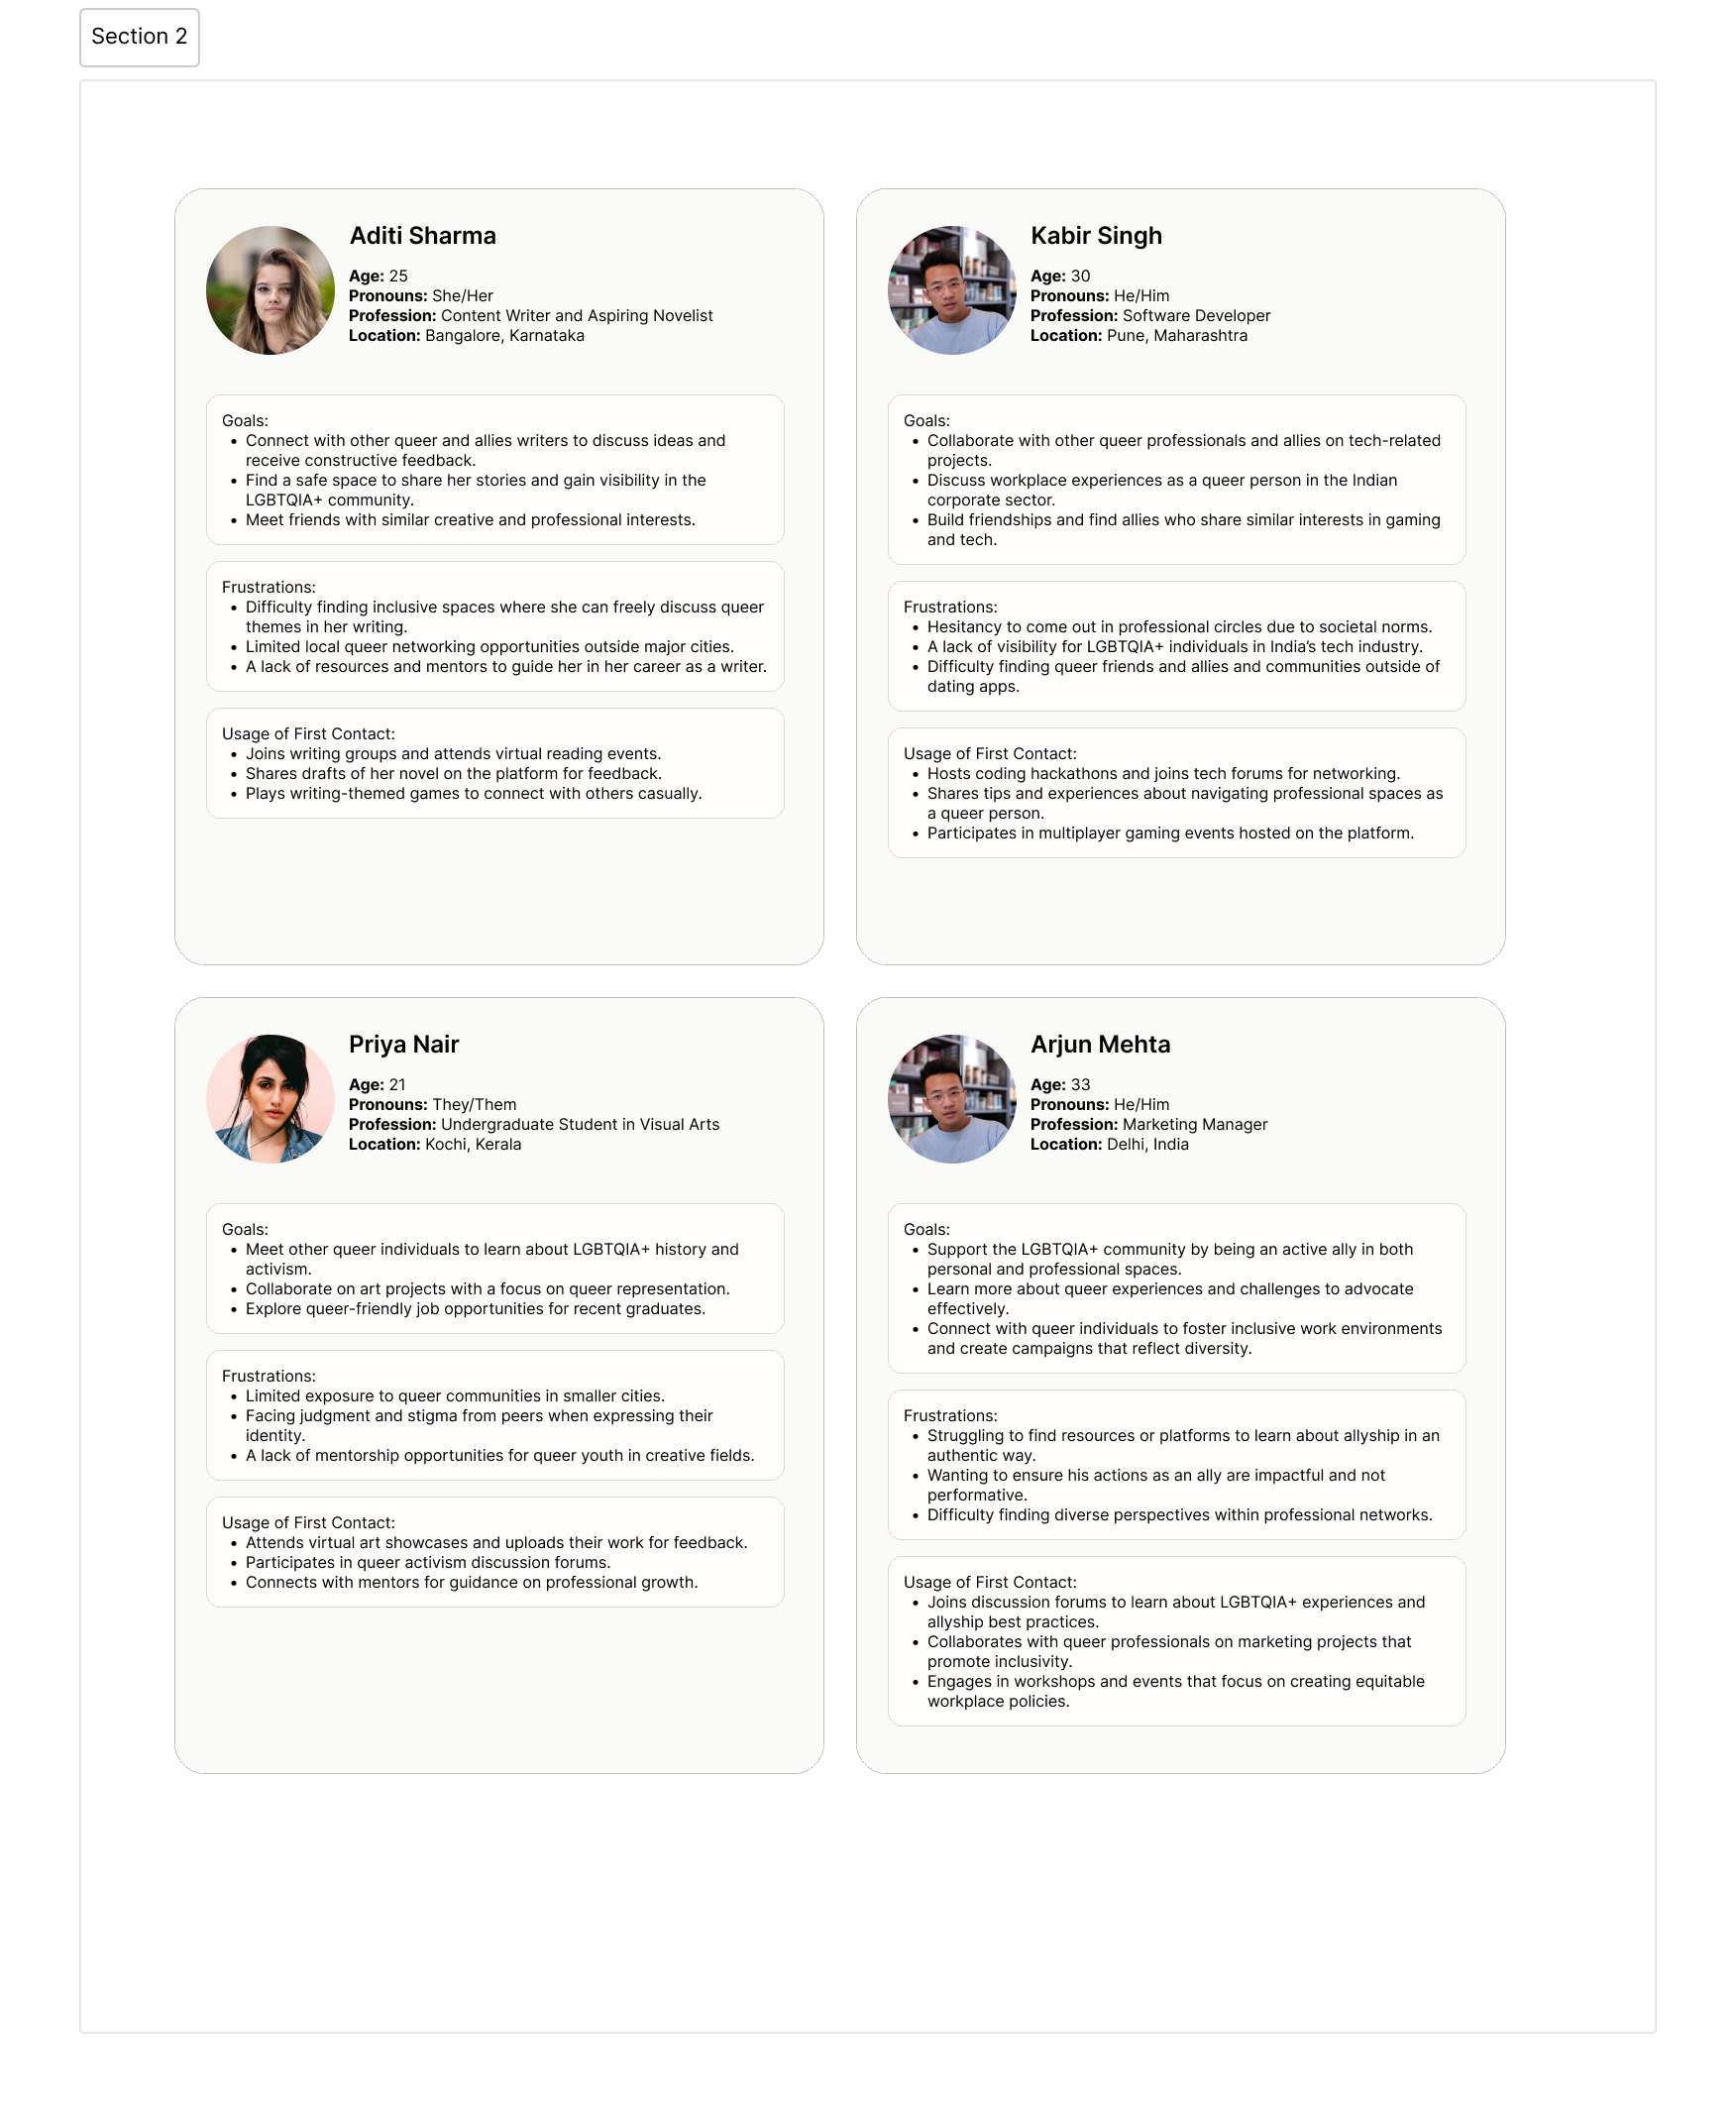 Section 2
Aditi Sharma
Age: 25
Pronouns: She/Her
Profession: Content Writer and Aspiring Novelist
Location: Bangalore, Karnataka
Goals:
• Connect with other queer and allies writers to discuss ideas and
receive constructive feedback.
• Find a safe space to share her stories and gain visibility in the
LGBTQIA+ community.
• Meet friends with similar creative and professional interests.
Frustrations:
• Difficulty finding inclusive spaces where she can freely discuss queer
themes in her writing.
• Limited local queer networking opportunities outside major cities.
• A lack of resources and mentors to guide her in her career as a writer.
Usage of First Contact:
• Joins writing groups and attends virtual reading events.
• Shares drafts of her novel on the platform for feedback.
• Plays writing-themed games to connect with others casually.
Kabir Singh
Age: 30
Pronouns: He/Him
Profession: Software Developer
Location: Pune, Maharashtra
Goals:
• Collaborate with other queer professionals and allies on tech-related
projects.
• Discuss workplace experiences as a queer person in the Indian
corporate sector.
• Build friendships and find allies who share similar interests in gaming
and tech.
Frustrations:
• Hesitancy to come out in professional circles due to societal norms.
• A lack of visibility for LGBTQIA+ individuals in India's tech industry.
• Difficulty finding queer friends and allies and communities outside of
dating apps.
Usage of First Contact:
• Hosts coding hackathons and joins tech forums for networking.
• Shares tips and experiences about navigating professional spaces as
a queer person.
• Participates in multiplayer gaming events hosted on the platform.
Priya Nair
Age: 21
Pronouns: They/Them
Profession: Undergraduate Student in Visual Arts
Location: Kochi, Kerala
Goals:
• Meet other queer individuals to learn about LGBTQIA+ history and
activism.
• Collaborate on art projects with a focus on queer representation.
• Explore queer-friendly job opportunities for recent graduates.
Frustrations:
• Limited exposure to queer communities in smaller cities.
• Facing judgment and stigma from peers when expressing their
identity.
• A lack of mentorship opportunities for queer youth in creative fields.
Usage of First Contact:
• Attends virtual art showcases and uploads their work for feedback.
• Participates in queer activism discussion forums.
• Connects with mentors for guidance on professional growth.
Arjun Mehta
Age: 33
Pronouns: He/Him
Profession: Marketing Manager
Location: Delhi, India
Goals:
• Support the LGBTQIA+ community by being an active ally in both
personal and professional spaces.
• Learn more about queer experiences and challenges to advocate
effectively.
• Connect with queer individuals to foster inclusive work environments
and create campaigns that reflect diversity.
Frustrations:
• Struggling to find resources or platforms to learn about allyship in an
authentic way.
• Wanting to ensure his actions as an ally are impactful and not
performative.
• Difficulty finding diverse perspectives within professional networks.
Usage of First Contact:
• Joins discussion forums to learn about LGBTQIA+ experiences and
allyship best practices.
• Collaborates with queer professionals on marketing projects that
promote inclusivity.
• Engages in workshops and events that focus on creating equitable
workplace policies.